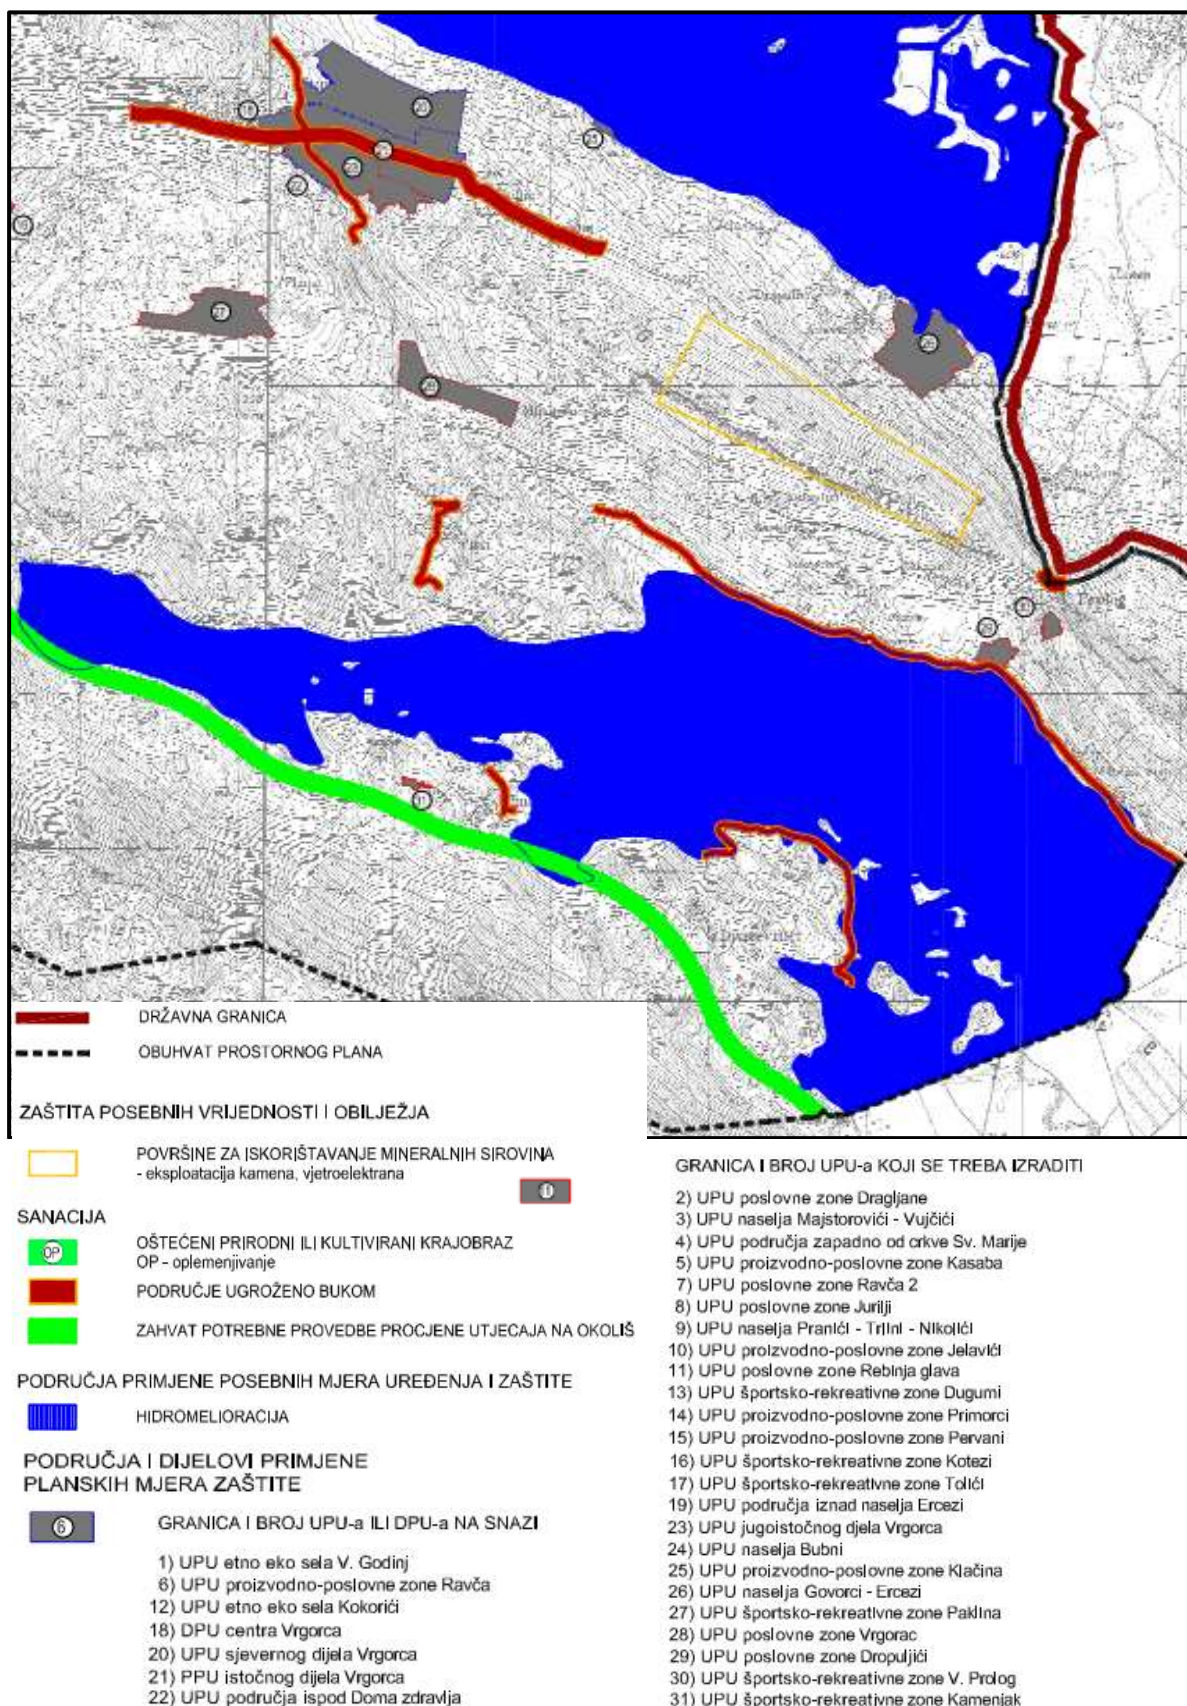 DRŽAVNA GRANICA
OBUHVAT PROSTORNOG PLANA
ZAŠTITA POSEBNIH VRIJEDNOSTI I OBILJEŽJA
POVRŠINE ZA ISKORIŠTAVANJE MINERALNIH SIROVINA
- eksploatacija kamena, vjetroelektrana
SANACIJA
OP
OŠTEĆENI PRIRODNI ILI KULTIVIRANI KRAJOBRAZ
OP - oplemenjivanje
PODRUČJE UGROŽENO BUKOM
ZAHVAT POTREBNE PROVEDBE PROCJENE UTJECAJA NA OKOLIŠ
PODRUČJA PRIMJENE POSEBNIH MJERA UREĐENJA I ZAŠTITE
HIDROMELIORACIJA
PODRUČJA I DIJELOVI PRIMJENE
PLANSKIH MJERA ZAŠTITE
6
GRANICA I BROJ UPU-a ILI DPU-a NA SNAZI
1) UPU etno eko sela V. Godinj
6) UPU proizvodno-poslovne zone Ravča
12) UPU etno eko sela Kokorići
18) DPU centra Vrgorca
20) UPU sjevernog dijela Vrgorca
21) PPU istočnog dijela Vrgorca
22) UPU područja ispod Doma zdravlja
GRANICA I BROJ UPU-a KOJI SE TREBA IZRADITI
2) UPU poslovne zone Dragljane
3) UPU naselja Majstorovići - Vujčići
4) UPU područja zapadno od crkve Sv. Marije
5) UPU proizvodno-poslovne zone Kasaba
7) UPU poslovne zone Ravča 2
8) UPU poslovne zone Jurilji
9) UPU naselja Pranići - Trlini - Nikolići
10) UPU proizvodno-poslovne zone Jelavići
11) UPU poslovne zone Rebinja glava
13) UPU športsko-rekreativne zone Dugumi
14) UPU proizvodno-poslovne zone Primorci
15) UPU proizvodno-poslovne zone Pervani
16) UPU športsko-rekreativne zone Kotezi
17) UPU športsko-rekreativne zone Tolići
19) UPU područja iznad naselja Ercezi
23) UPU jugoistočnog djela Vrgorca
24) UPU naselja Bubni
25) UPU proizvodno-poslovne zone Klačina
26) UPU naselja Govorci - Ercezi
27) UPU športsko-rekreativne zone Paklina
28) UPU poslovne zone Vrgorac
29) UPU poslovne zone Dropuljići
30) UPU športsko-rekreativne zone V. Prolog
31) UPU športsko-rekreativne zone Kamenjak